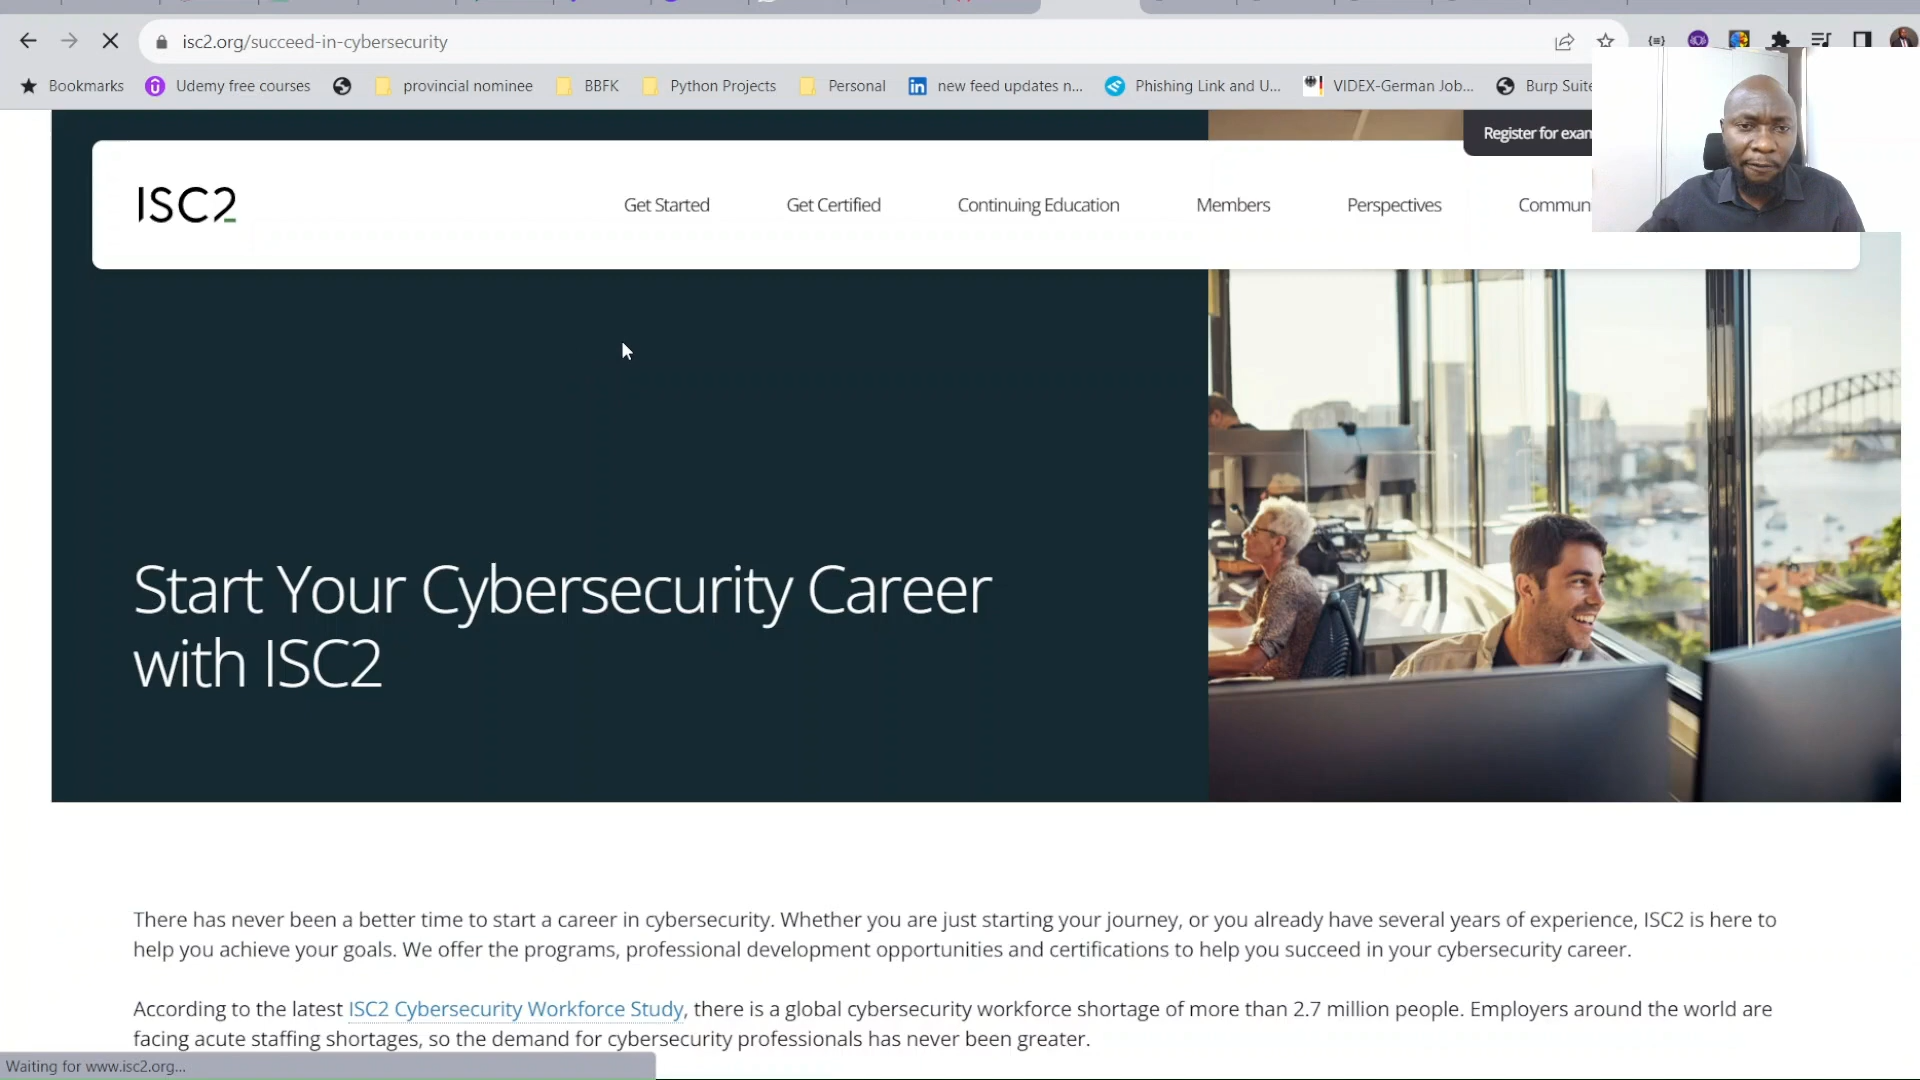 isc2.org/succeed-in-cybersecurity
Bookmarks Udemy free courses provincial nominee BBFK Python Projects Personal new feed updates n... Phishing Link and U... VIDEX-German Job... Burp Suite
Register for exam
ISC2 Get Started Get Certified Continuing Education Members Perspectives Commun
Start Your Cybersecurity Career
with ISC2
There has never been a better time to start a career in cybersecurity. Whether you are just starting your journey, or you already have several years of experience, ISC2 is here to
help you achieve your goals. We offer the programs, professional development opportunities and certifications to help you succeed in your cybersecurity career.
According to the latest ISC2 Cybersecurity Workforce Study, there is a global cybersecurity workforce shortage of more than 2.7 million people. Employers around the world are
facing acute staffing shortages, so the demand for cybersecurity professionals has never been greater.
Waiting for www.isc2.org...